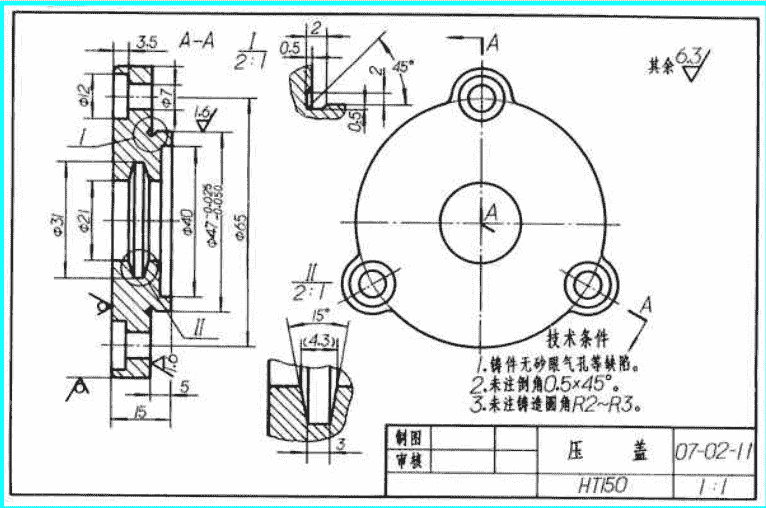 3.5
A-A
I
2:1
2
0.5
45°
2
0.5
A
其余 6.3
φ12
φ7
1.6
I
φ31
φ21
φ40
φ47-0.025
-0.050
φ65
A
II
2:1
15°
(4.3)
A
II
1.6
5
15
3
技术条件
1.铸件无砂眼气孔等缺陷。
2.未注倒角0.5×45°。
3.未注铸造圆角R2~R3。
制图
审核
压 盖
07-02-11
HT150
1:1